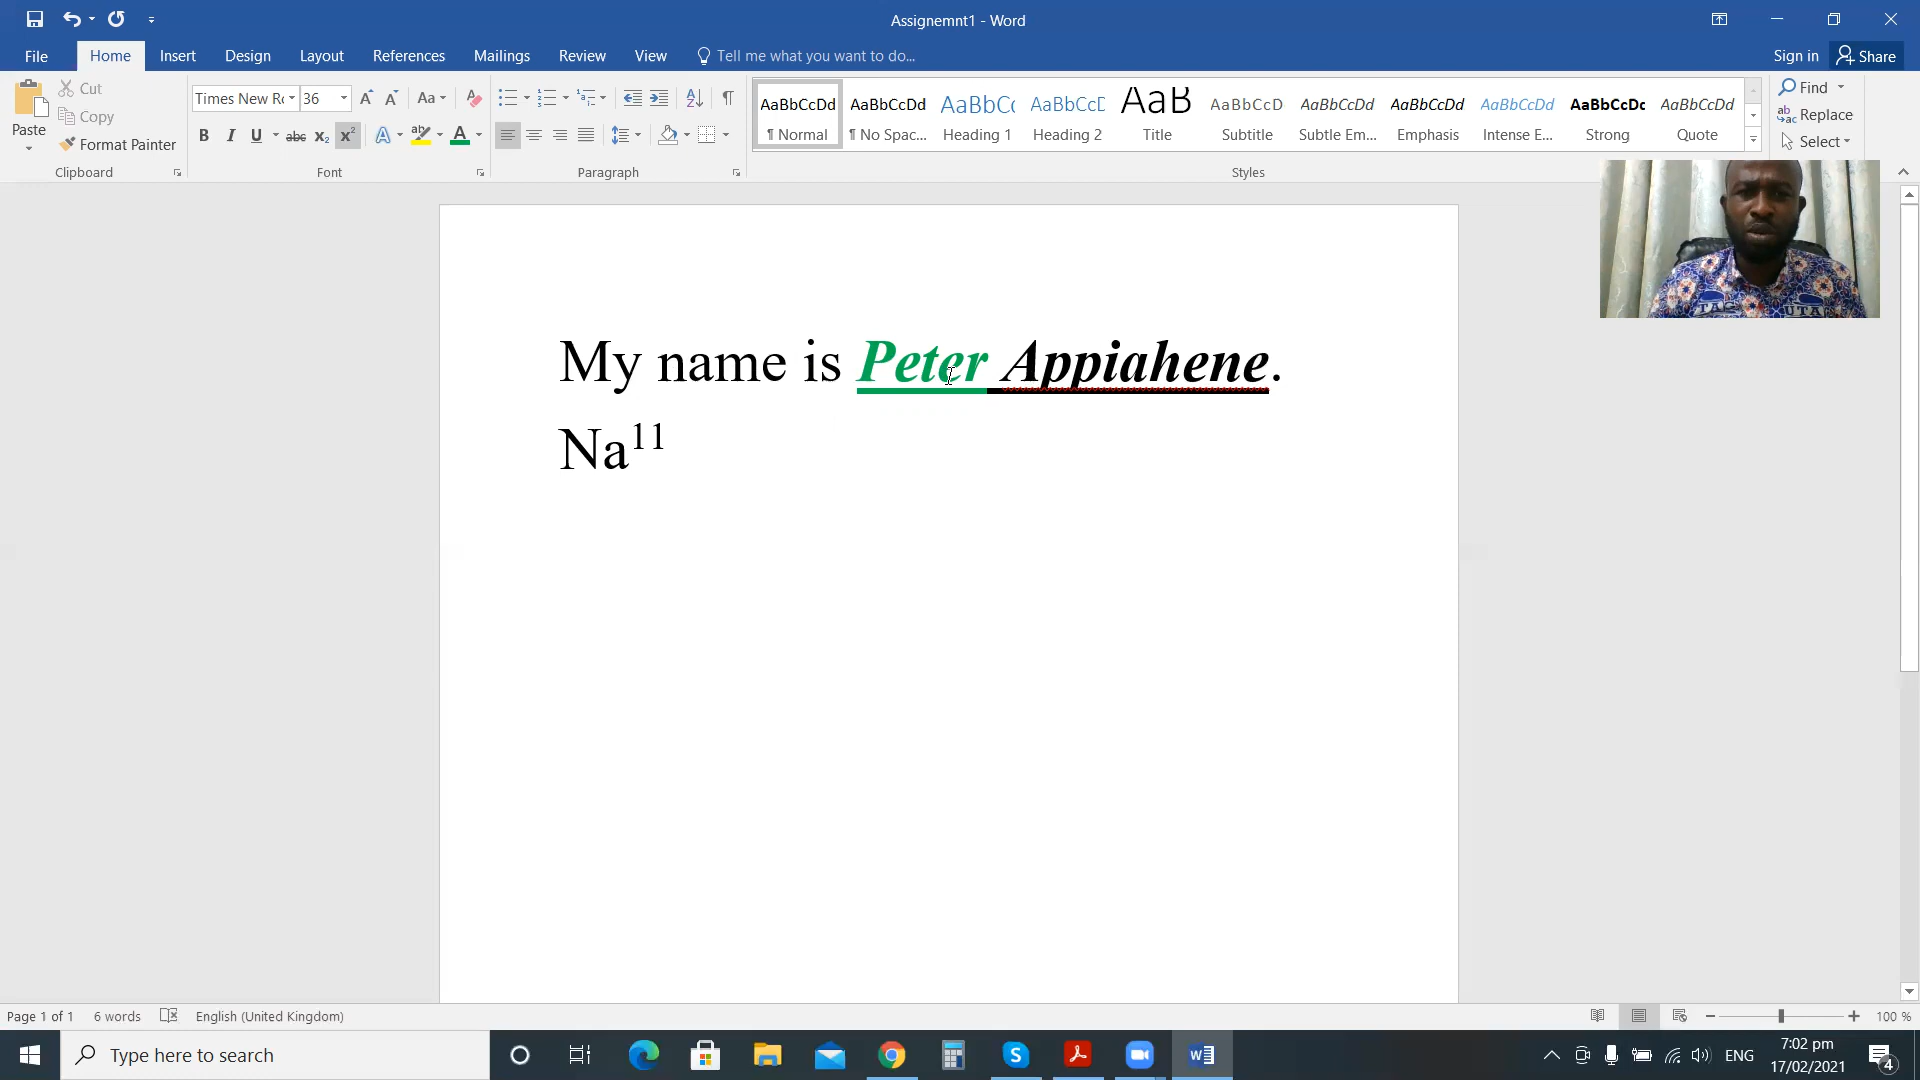 Assignemnt1 - Word
File Home Insert Design Layout References Mailings Review View Tell me what you want to do... Sign in Share
Paste
Cut
Copy
Format Painter
Clipboard
Times New Ro 36
Font
Paragraph
AaBbCcDd AaBbCcDd AaBbCc AaBbCcD AaB AaBbCcD AaBbCcDd AaBbCcDd AaBbCcDd AaBbCcDc AaBbCcDd
¶ Normal ¶ No Spac... Heading 1 Heading 2 Title Subtitle Subtle Em... Emphasis Intense E... Strong Quote
Styles
Find
Replace
Select
My name is Peter Appiahene.
Na¹¹
Page 1 of 1 6 words English (United Kingdom) 100 %
Type here to search
ENG
7:02 pm
17/02/2021
4